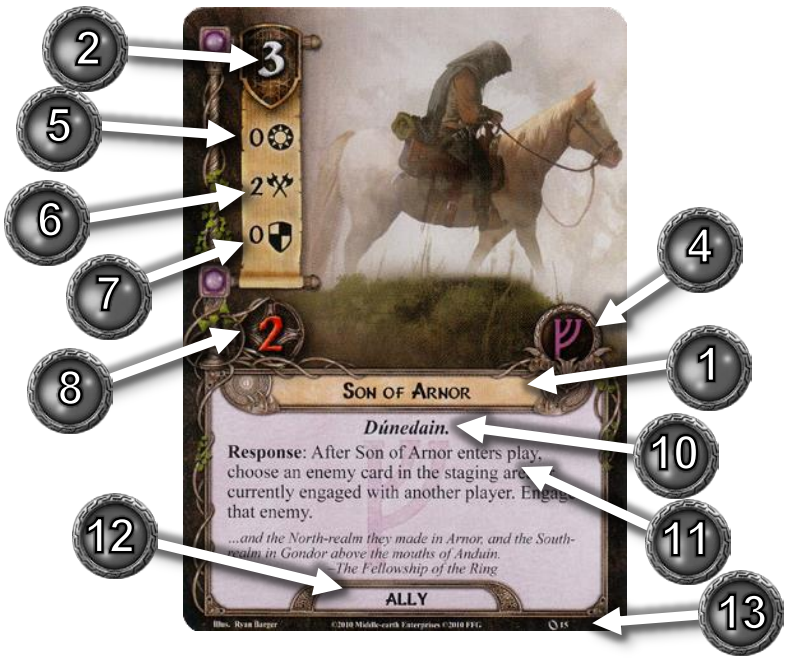 2
3
5
0
6
2
0
4
7
8
2
1
SON OF ARNOR
Dúnedain.
10
Response: After Son of Arnor enters play,
choose an enemy card in the staging
currently engaged with another player.
that enemy.
11
12
...and the North-realm they made in Arnor, and the South-
realm in Gondor above the mouths of Anduin.
–The Fellowship of the Ring
ALLY
13
Illus. Ryan Barger
©2010 Middle-earth Enterprises ©2010 FFG
15